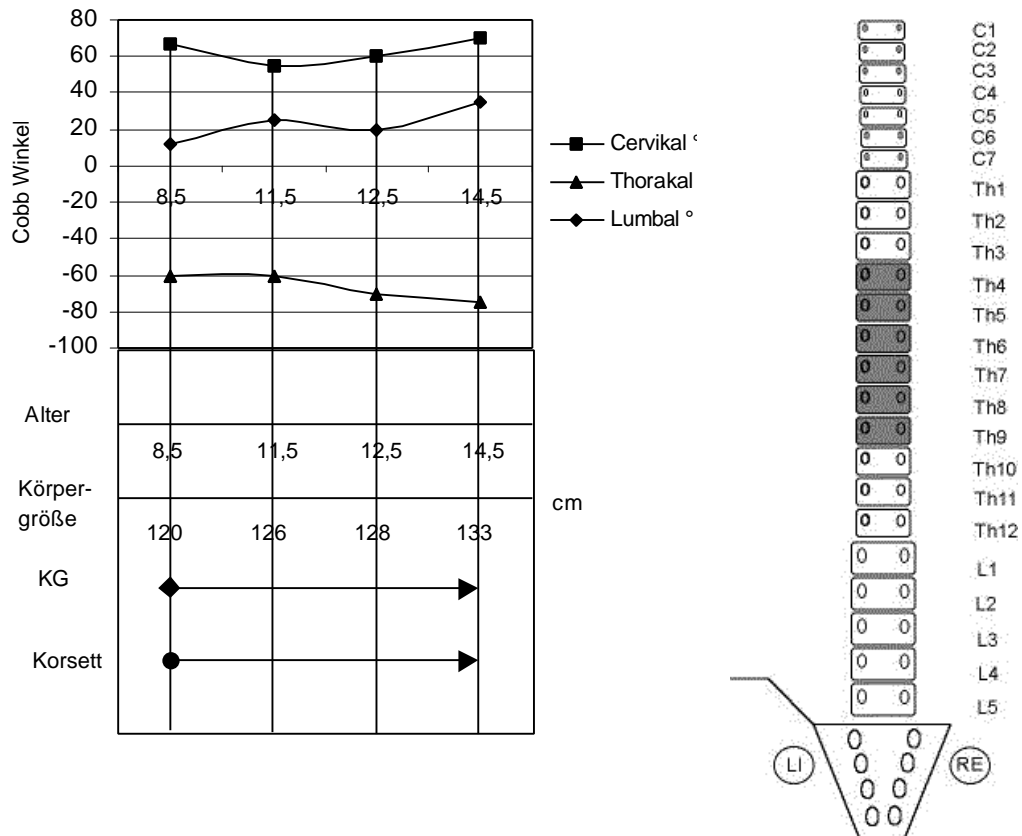 80
60
40
20
0
-20
-40
-60
-80
-100
Cobb Winkel
8,5 11,5 12,5 14,5
Cervikal °
Thorakal
Lumbal °
Alter
8,5 11,5 12,5 14,5
Körper-
größe
cm
120 126 128 133
KG
Korsett
C1
C2
C3
C4
C5
C6
C7
Th1
Th2
Th3
Th4
Th5
Th6
Th7
Th8
Th9
Th10
Th11
Th12
L1
L2
L3
L4
L5
LI RE